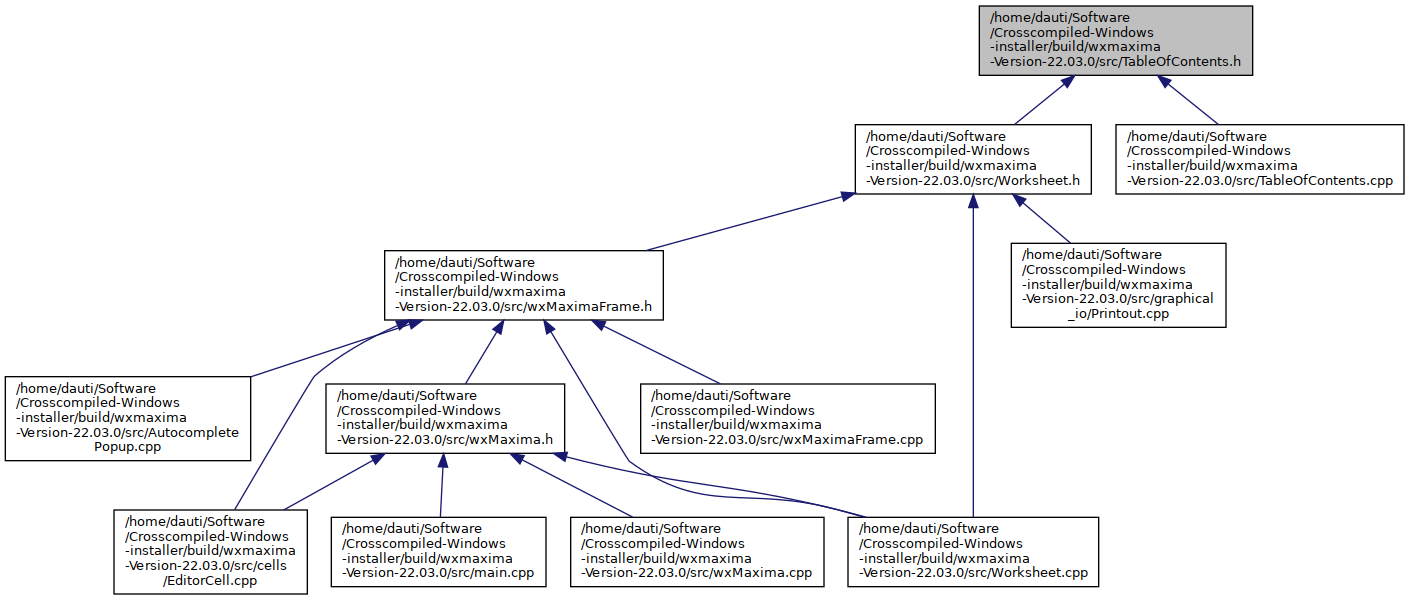 /home/dauti/Software
/Crosscompiled-Windows
-installer/build/wxmaxima
-Version-22.03.0/src/TableOfContents.h
/home/dauti/Software
/Crosscompiled-Windows
-installer/build/wxmaxima
-Version-22.03.0/src/Worksheet.h
/home/dauti/Software
/Crosscompiled-Windows
-installer/build/wxmaxima
-Version-22.03.0/src/TableOfContents.cpp
/home/dauti/Software
/Crosscompiled-Windows
-installer/build/wxmaxima
-Version-22.03.0/src/wxMaximaFrame.h
/home/dauti/Software
/Crosscompiled-Windows
-installer/build/wxmaxima
-Version-22.03.0/src/graphical
_io/Printout.cpp
/home/dauti/Software
/Crosscompiled-Windows
-installer/build/wxmaxima
-Version-22.03.0/src/Autocomplete
Popup.cpp
/home/dauti/Software
/Crosscompiled-Windows
-installer/build/wxmaxima
-Version-22.03.0/src/wxMaxima.h
/home/dauti/Software
/Crosscompiled-Windows
-installer/build/wxmaxima
-Version-22.03.0/src/wxMaximaFrame.cpp
/home/dauti/Software
/Crosscompiled-Windows
-installer/build/wxmaxima
-Version-22.03.0/src/cells
/EditorCell.cpp
/home/dauti/Software
/Crosscompiled-Windows
-installer/build/wxmaxima
-Version-22.03.0/src/main.cpp
/home/dauti/Software
/Crosscompiled-Windows
-installer/build/wxmaxima
-Version-22.03.0/src/wxMaxima.cpp
/home/dauti/Software
/Crosscompiled-Windows
-installer/build/wxmaxima
-Version-22.03.0/src/Worksheet.cpp